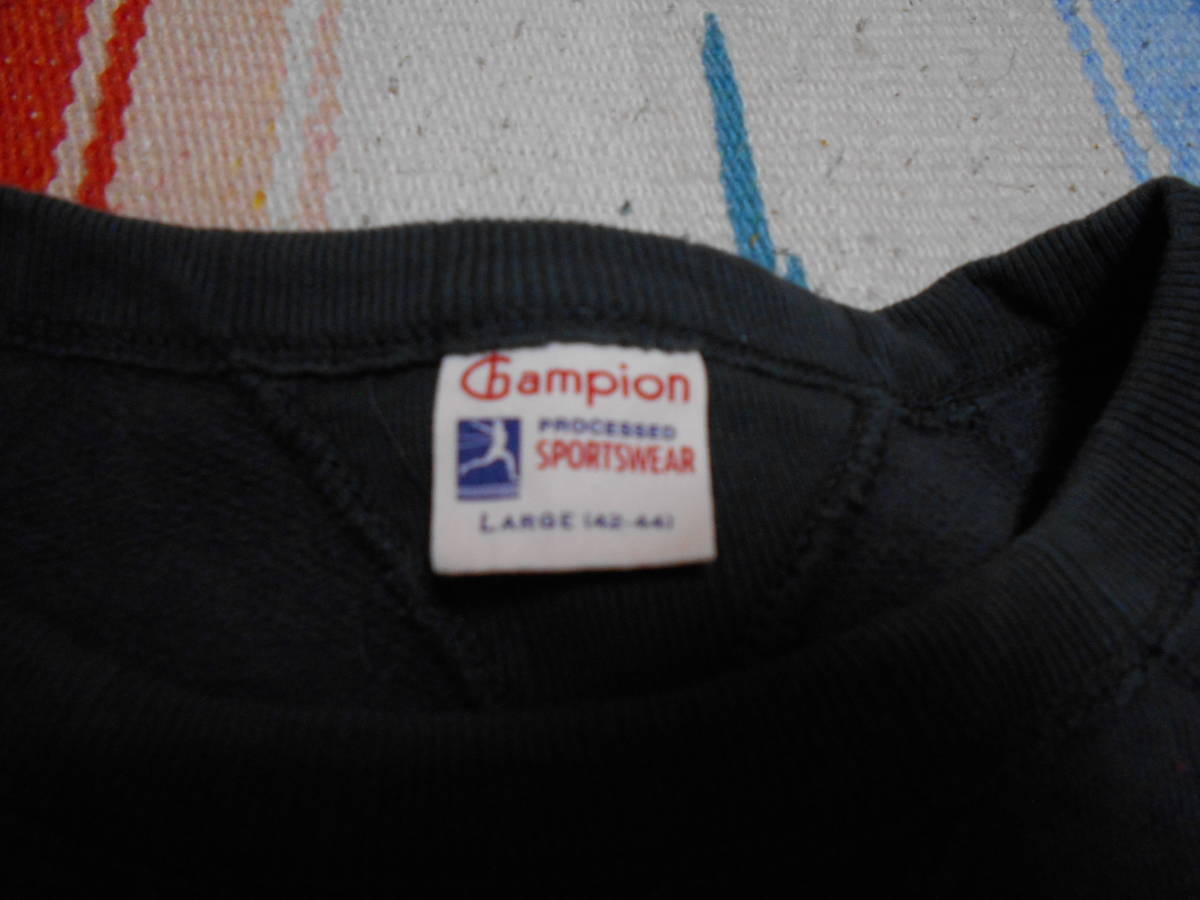 Champion
PROCESSED
SPORTSWEAR
LARGE (42-44)